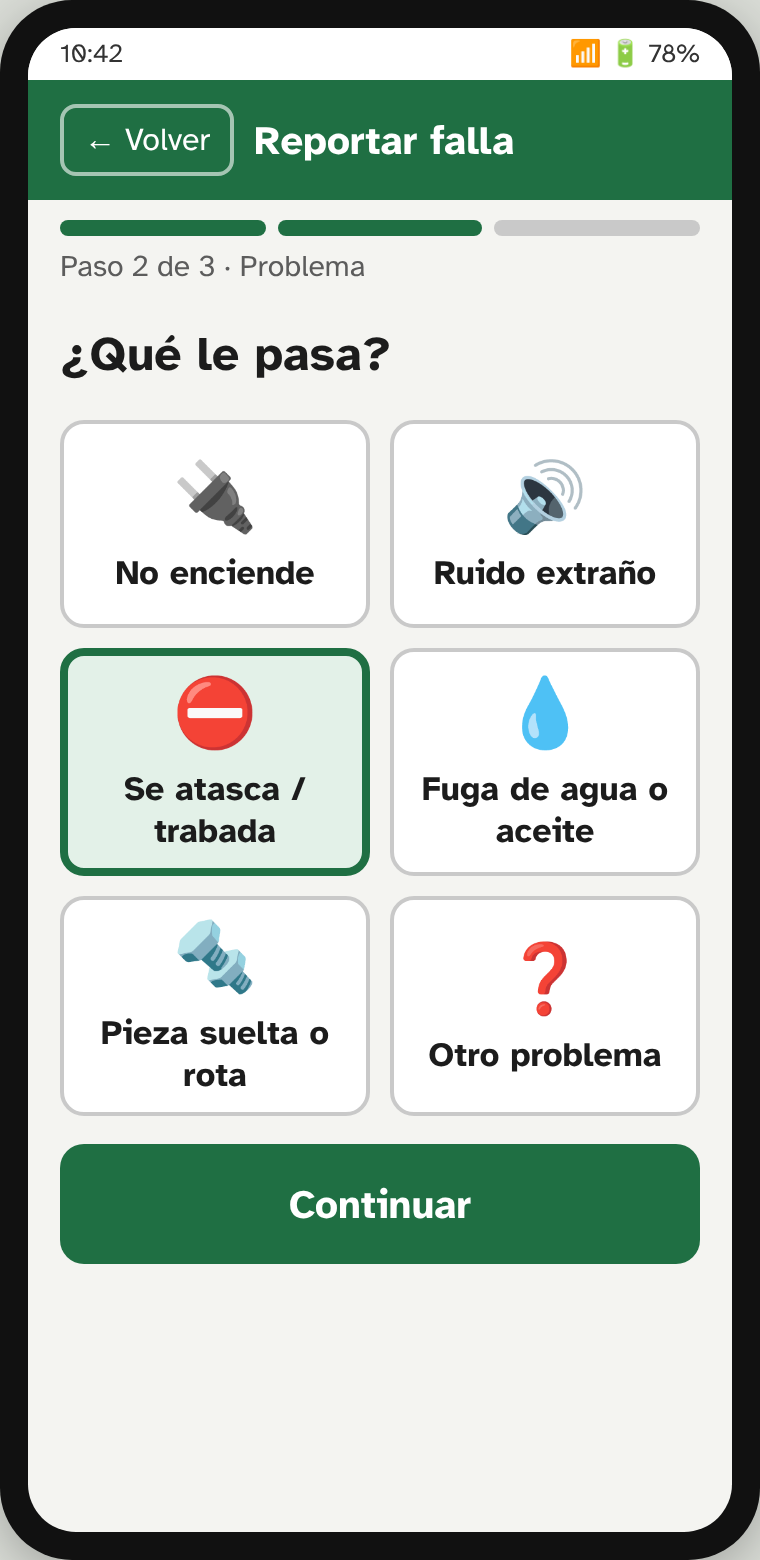 10:42
78%
← Volver
Reportar falla
Paso 2 de 3 · Problema
¿Qué le pasa?
No enciende
Ruido extraño
Se atasca /
trabada
Fuga de agua o
aceite
Pieza suelta o
rota
Otro problema
Continuar